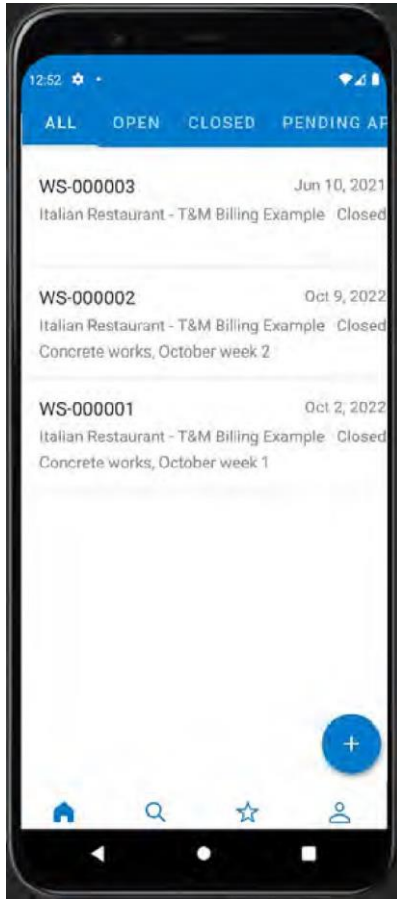 12:52
ALL OPEN CLOSED PENDING AP
WS-000003 Jun 10, 2021
Italian Restaurant - T&M Billing Example Closed
WS-000002 Oct 9, 2022
Italian Restaurant - T&M Billing Example Closed
Concrete works, October week 2
WS-000001 Oct 2, 2022
Italian Restaurant - T&M Billing Example Closed
Concrete works, October week 1